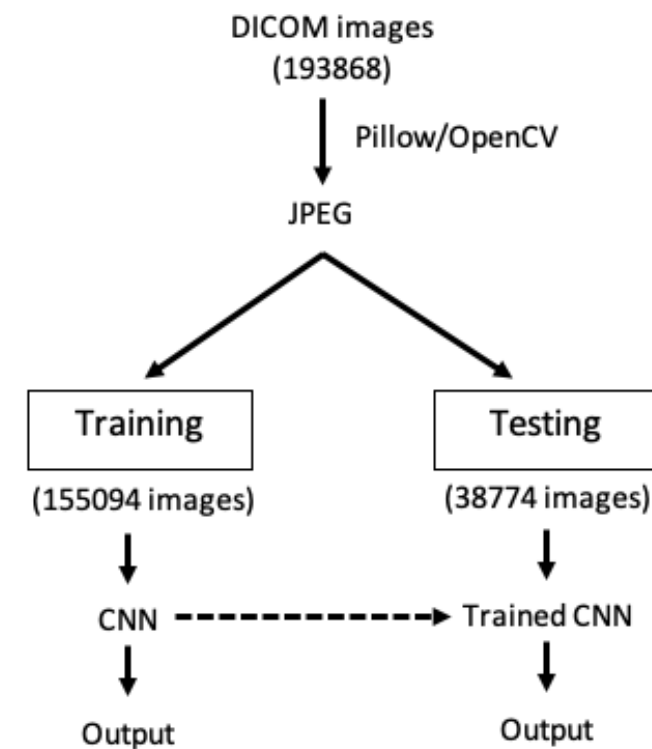 DICOM images
(193868)
Pillow/OpenCV
JPEG
Training
Testing
(155094 images)
(38774 images)
CNN
Trained CNN
Output
Output